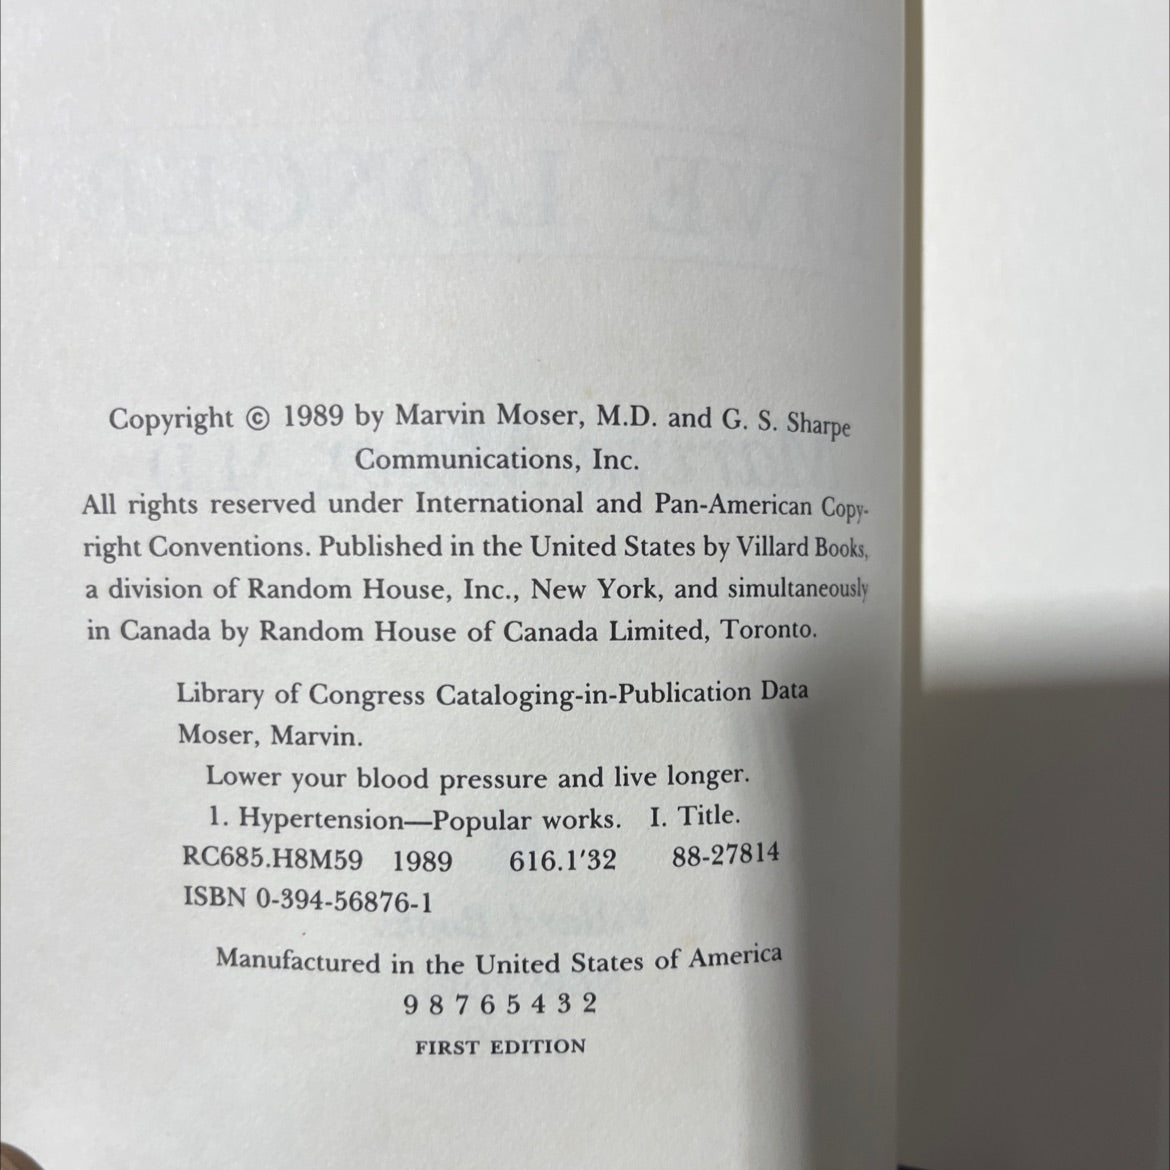 Copyright © 1989 by Marvin Moser, M.D. and G. S. Sharpe
Communications, Inc.
All rights reserved under International and Pan-American Copy-
right Conventions. Published in the United States by Villard Books,
a division of Random House, Inc., New York, and simultaneously
in Canada by Random House of Canada Limited, Toronto.
Library of Congress Cataloging-in-Publication Data
Moser, Marvin.
Lower your blood pressure and live longer.
1. Hypertension—Popular works. I. Title.
RC685.H8M59 1989 616.1'32 88-27814
ISBN 0-394-56876-1
Manufactured in the United States of America
9 8 7 6 5 4 3 2
FIRST EDITION